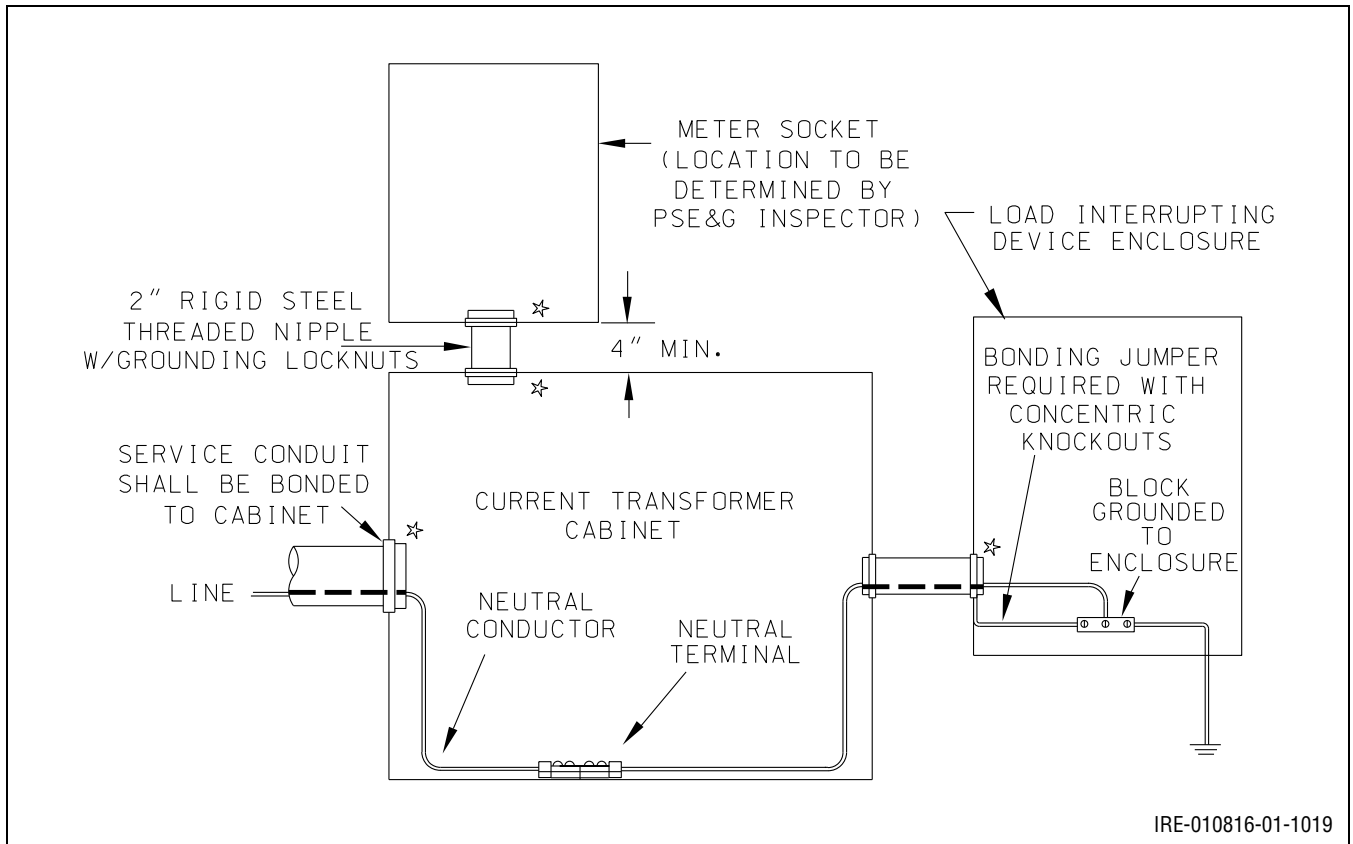 METER SOCKET
(LOCATION TO BE
DETERMINED BY
PSE&G INSPECTOR)
LOAD INTERRUPTING
DEVICE ENCLOSURE
2" RIGID STEEL
THREADED NIPPLE
W/GROUNDING LOCKNUTS
4" MIN.
BONDING JUMPER
REQUIRED WITH
CONCENTRIC
KNOCKOUTS
SERVICE CONDUIT
SHALL BE BONDED
TO CABINET
CURRENT TRANSFORMER
CABINET
BLOCK
GROUNDED
TO
ENCLOSURE
LINE
NEUTRAL
CONDUCTOR
NEUTRAL
TERMINAL
IRE-010816-01-1019